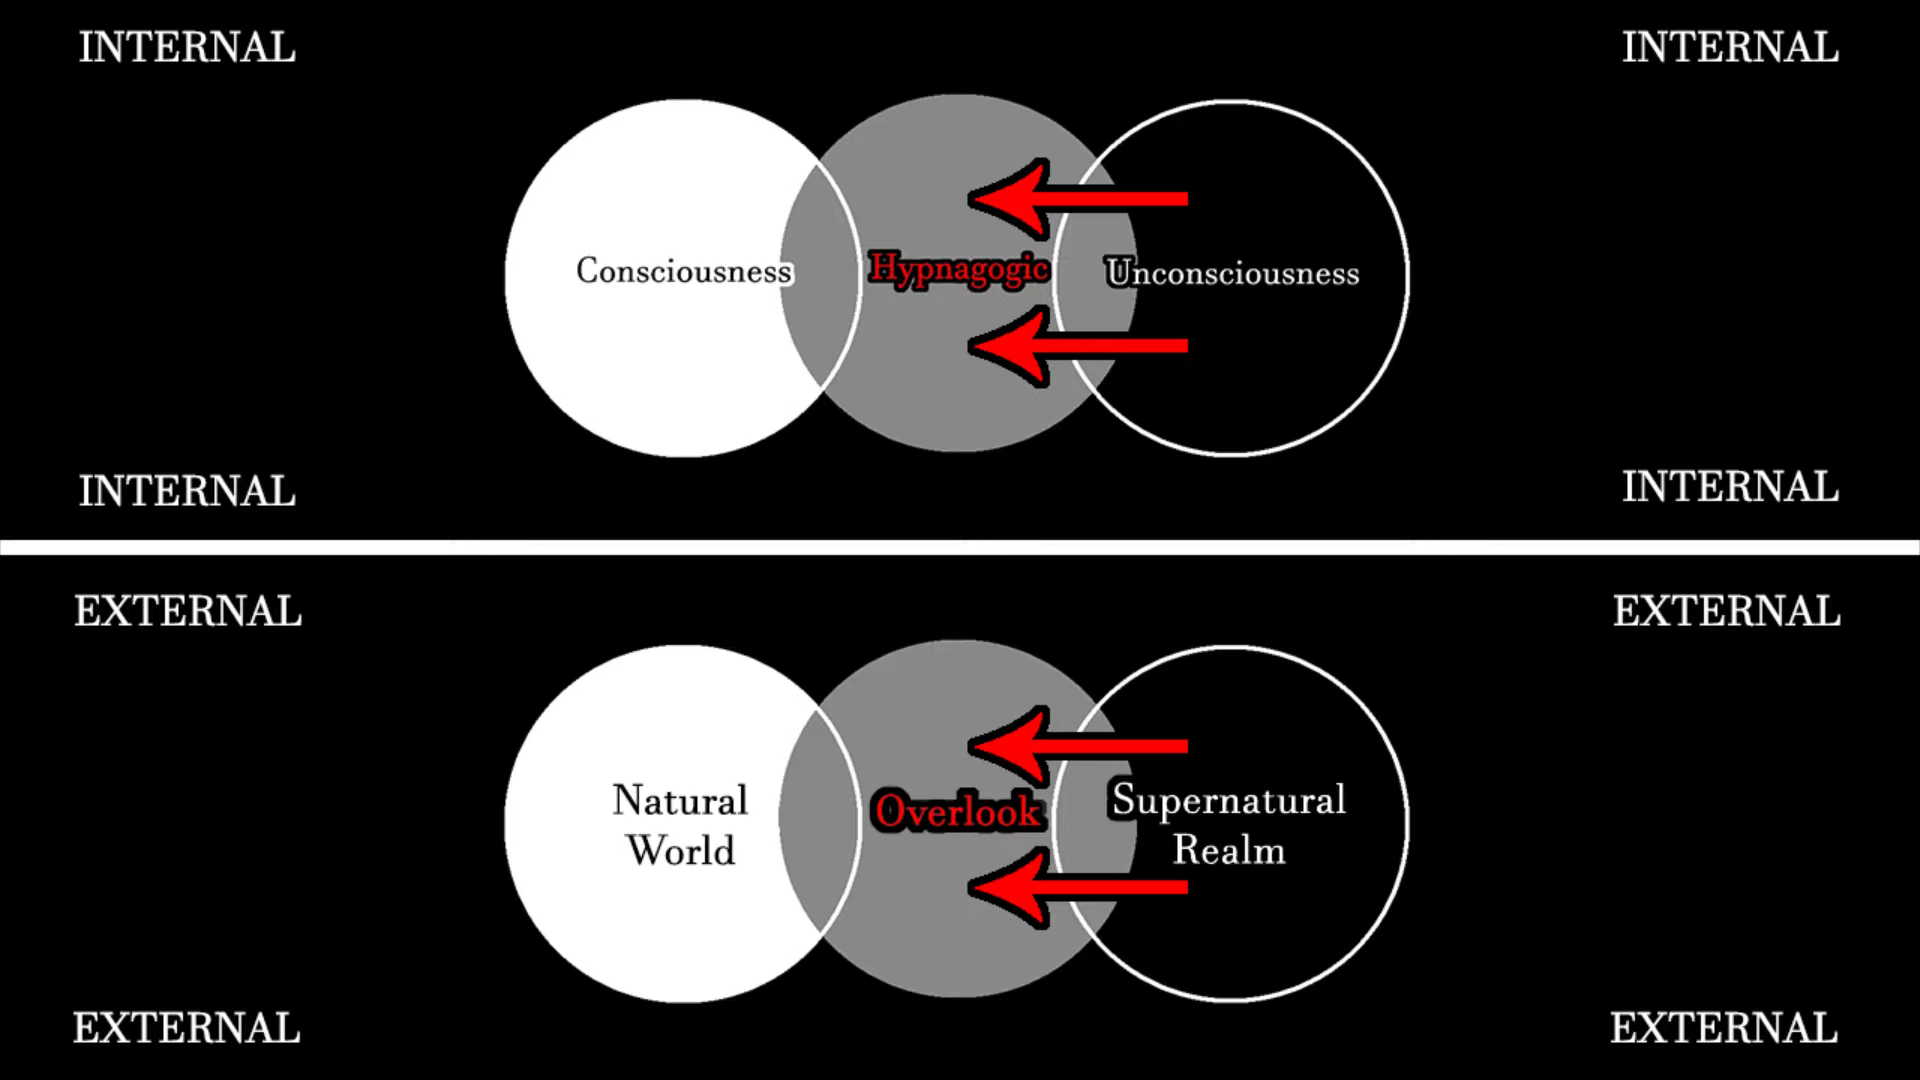 INTERNAL
INTERNAL
Consciousness
Hypnagogic
Unconsciousness
INTERNAL
INTERNAL
EXTERNAL
EXTERNAL
Natural
World
Overlook
Supernatural
Realm
EXTERNAL
EXTERNAL